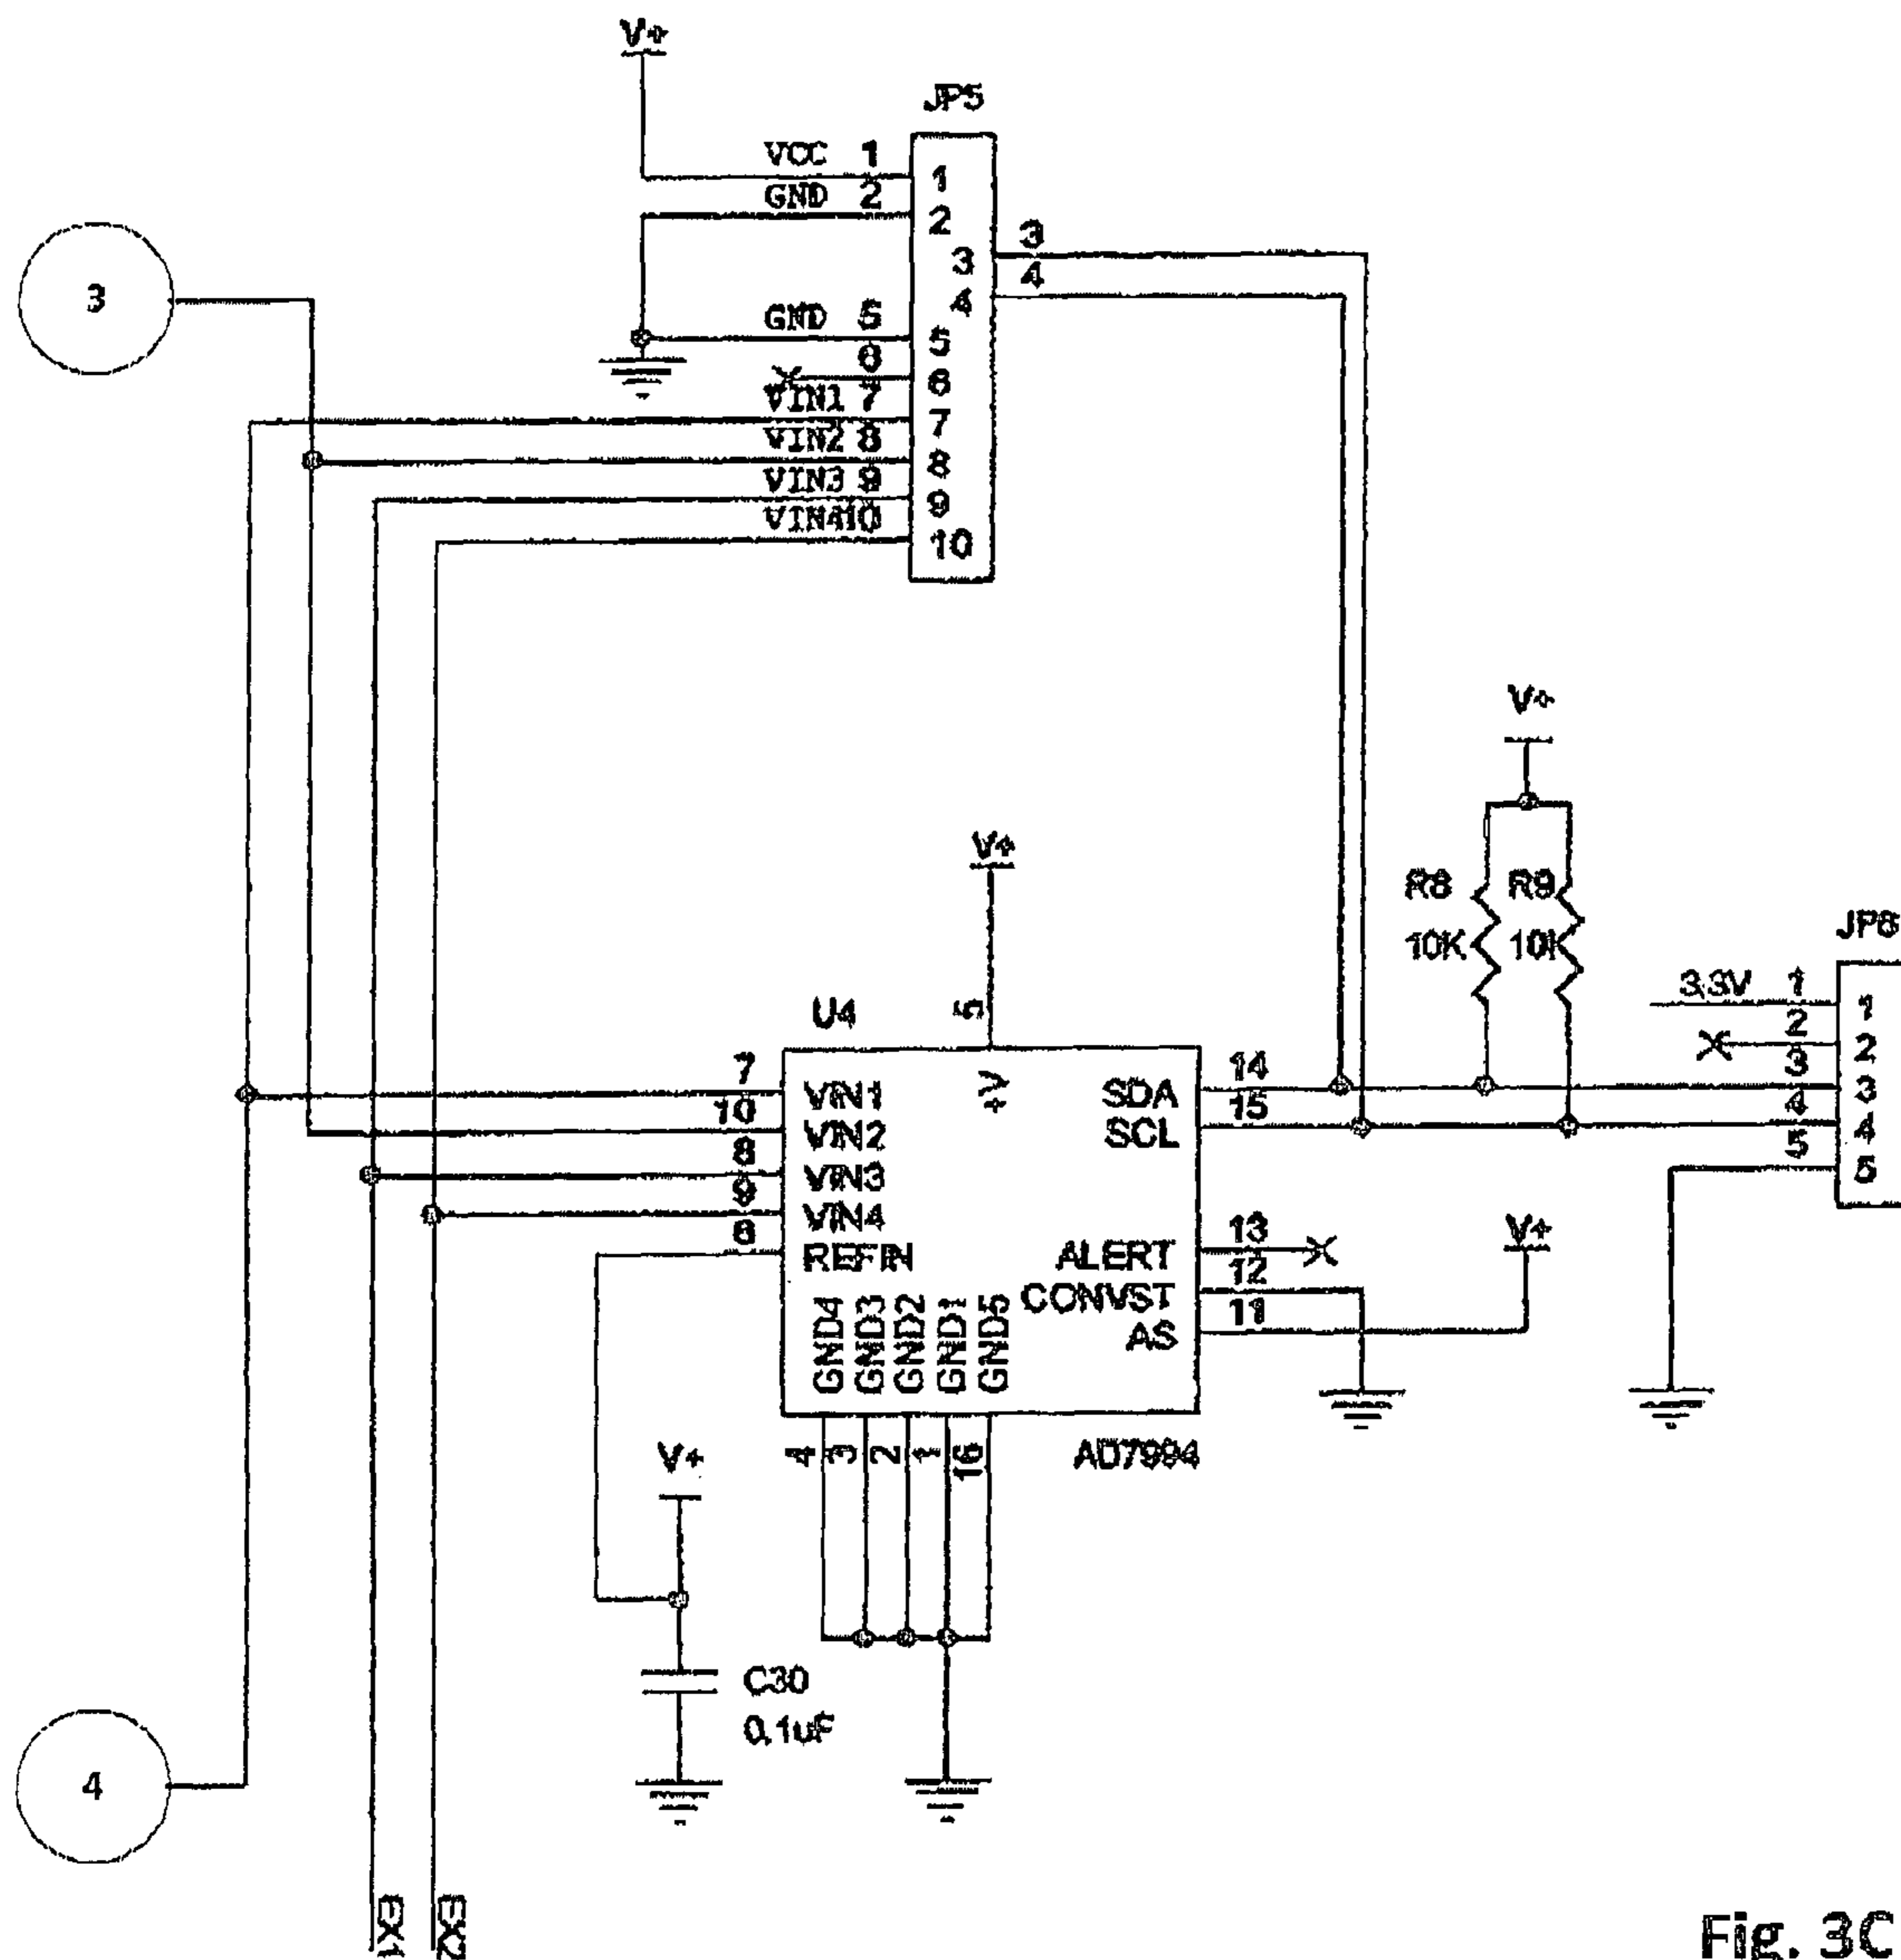 V+
JP5
VCC 1
1
GND 2
2
3
3
4
4
GND 5
5
6
6
VIN1 7
7
VIN2 8
8
VIN3 9
9
VIN4 10
10
3
V+
V+
R8
10K
R9
JP6
3.3V 1
1
2
2
3
3
4
4
5
5
U4
5
+V
7
VIN1
10
VIN2
8
VIN3
9
VIN4
6
REFIN
SDA
14
SCL
15
ALERT
13
CONVST
12
AS
11
V+
GND4
GND3
GND2
GND1
GND5
4
3
2
1
16
AD7994
V+
C30
0.1uF
4
EX1
EX2
Fig. 3C